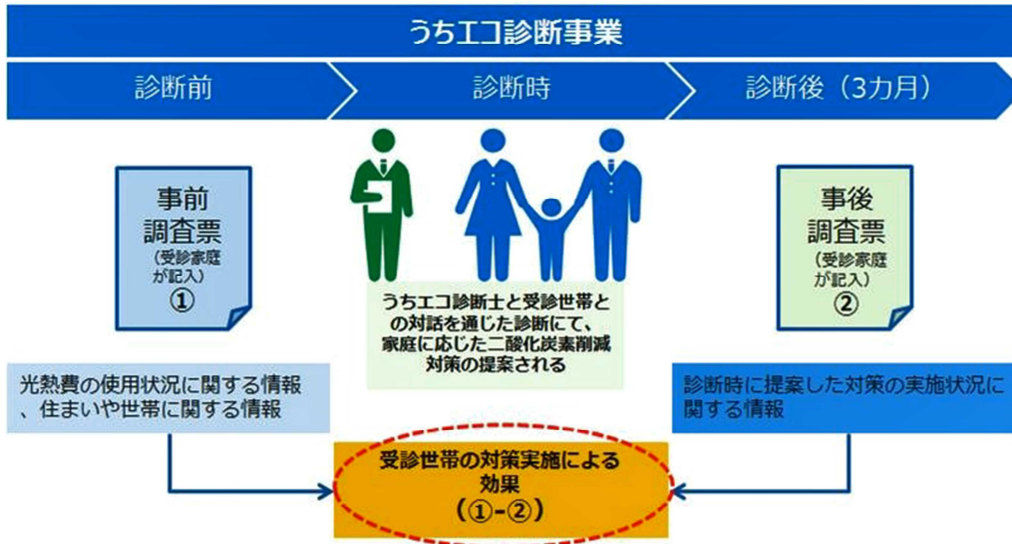 うちエコ診断事業
診断前
診断時
診断後（3カ月）
事前
調査票
（受診家庭
が記入）
①
うちエコ診断士と受診世帯と
の対話を通じた診断にて、
家庭に応じた二酸化炭素削減
対策の提案される
事後
調査票
（受診家庭
が記入）
②
光熱費の使用状況に関する情報
、住まいや世帯に関する情報
診断時に提案した対策の実施状況に
関する情報
受診世帯の対策実施による
効果
（①-②）